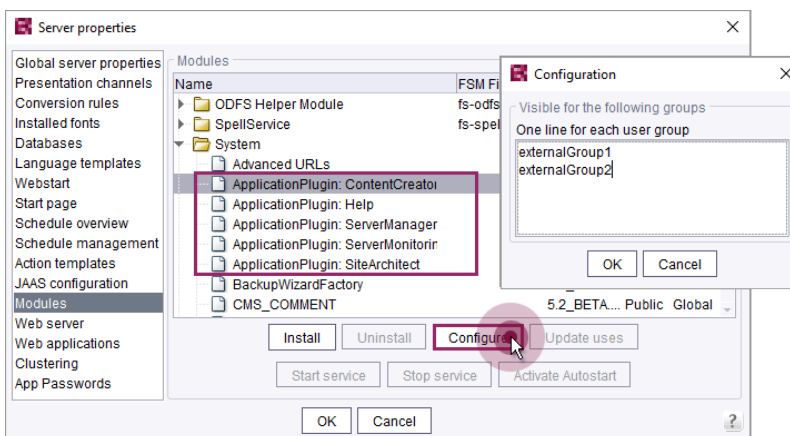 Server properties
Global server properties
Presentation channels
Conversion rules
Installed fonts
Databases
Language templates
Webstart
Start page
Schedule overview
Schedule management
Action templates
JAAS configuration
Modules
Web server
Web applications
Clustering
App Passwords
Modules
Name FSM Fi
ODFS Helper Module fs-odfs
SpellService fs-spel
System
Advanced URLs
ApplicationPlugin: ContentCreator
ApplicationPlugin: Help
ApplicationPlugin: ServerManager
ApplicationPlugin: ServerMonitorin
ApplicationPlugin: SiteArchitect
BackupWizardFactory
CMS_COMMENT 5.2_BETA.... Public Global
Install Uninstall Configure Update uses
Start service Stop service Activate Autostart
OK Cancel
?
Configuration
Visible for the following groups
One line for each user group
externalGroup1
externalGroup2
OK Cancel